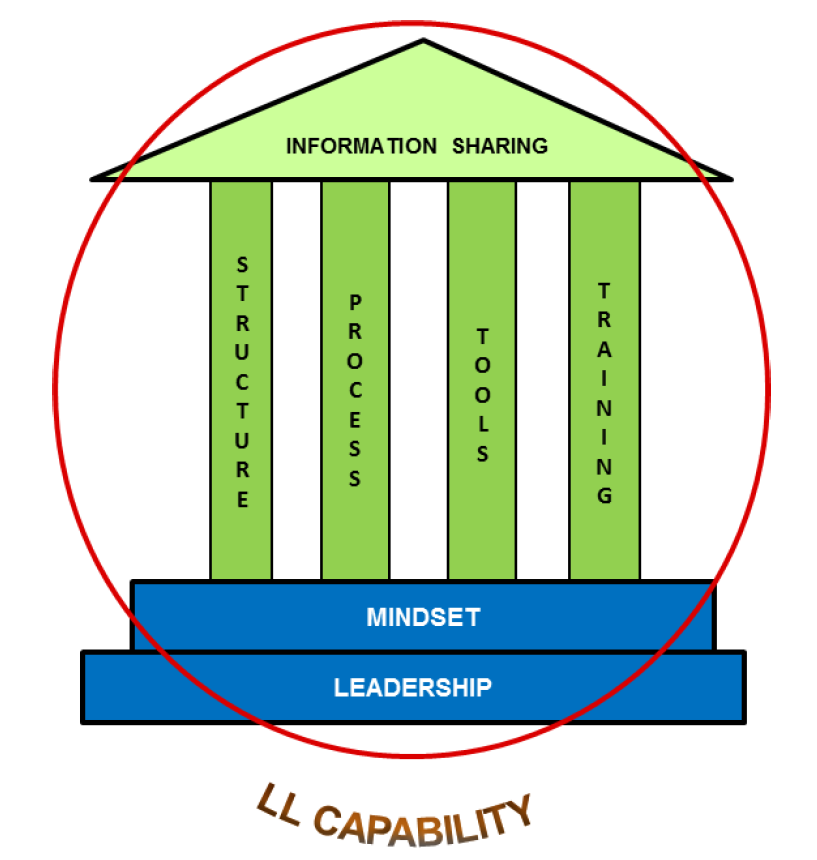 INFORMATION SHARING
STRUCTURE
PROCESS
TOOLS
TRAINING
MINDSET
LEADERSHIP
LL CAPABILITY